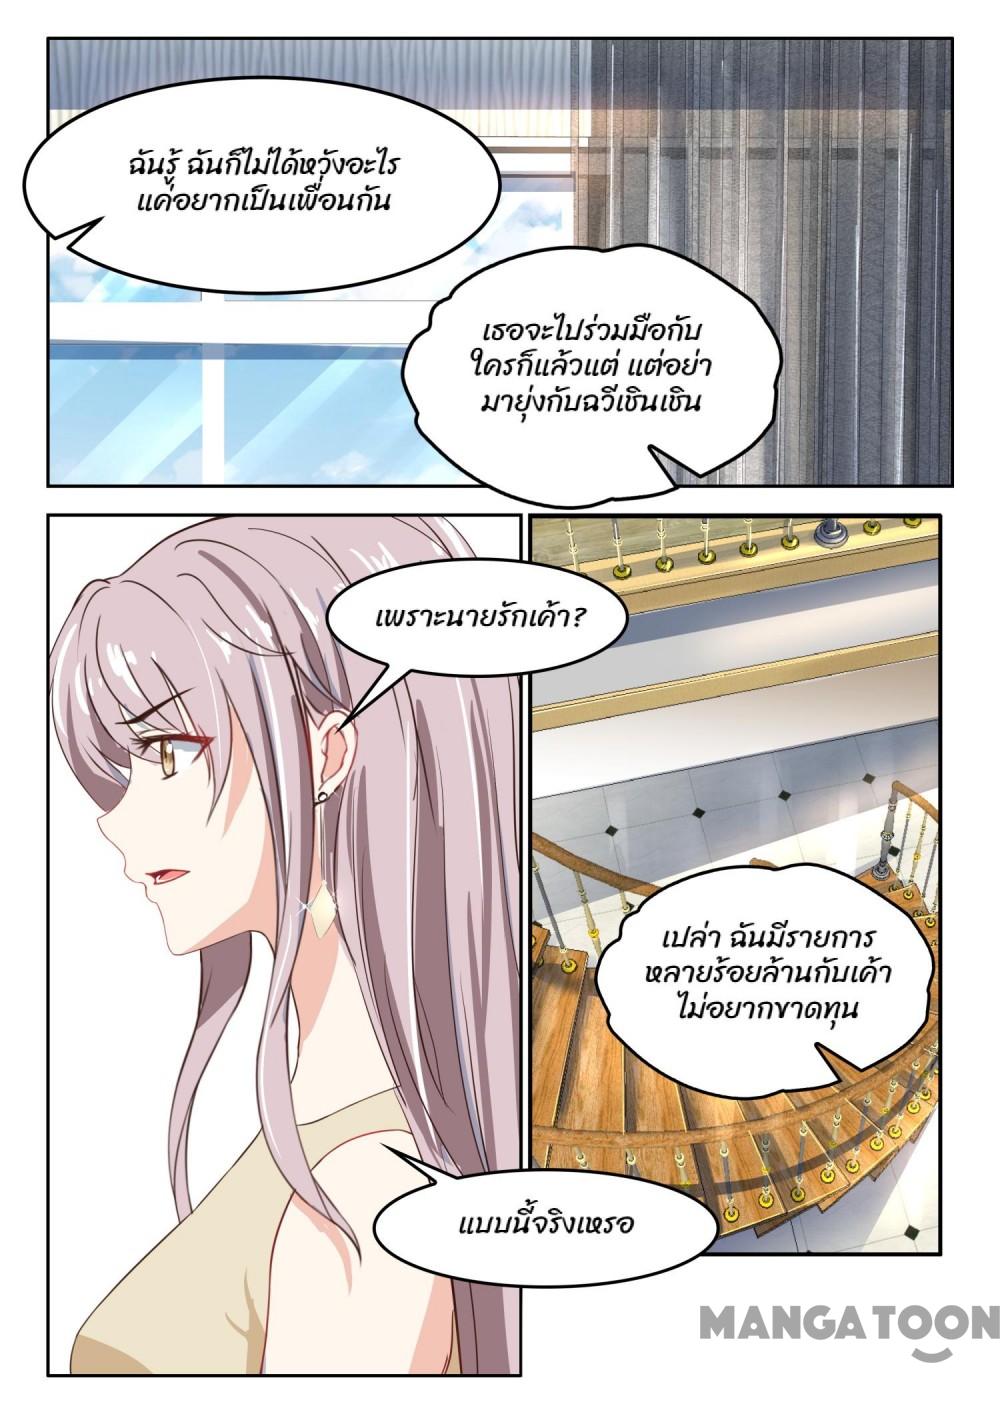 ฉันรู้ ฉันก็ไม่ได้หวังอะไร
แค่อยากเป็นเพื่อนกัน
เธอจะไปร่วมมือกับ
ใครก็แล้วแต่ แต่อย่า
มายุ่งกับฉวีเชินเชิน
เพราะนายรักเค้า?
เปล่า ฉันมีรายการ
หลายร้อยล้านกับเค้า
ไม่อยากขาดทุน
แบบนี้จริงเหรอ
MANGATOON